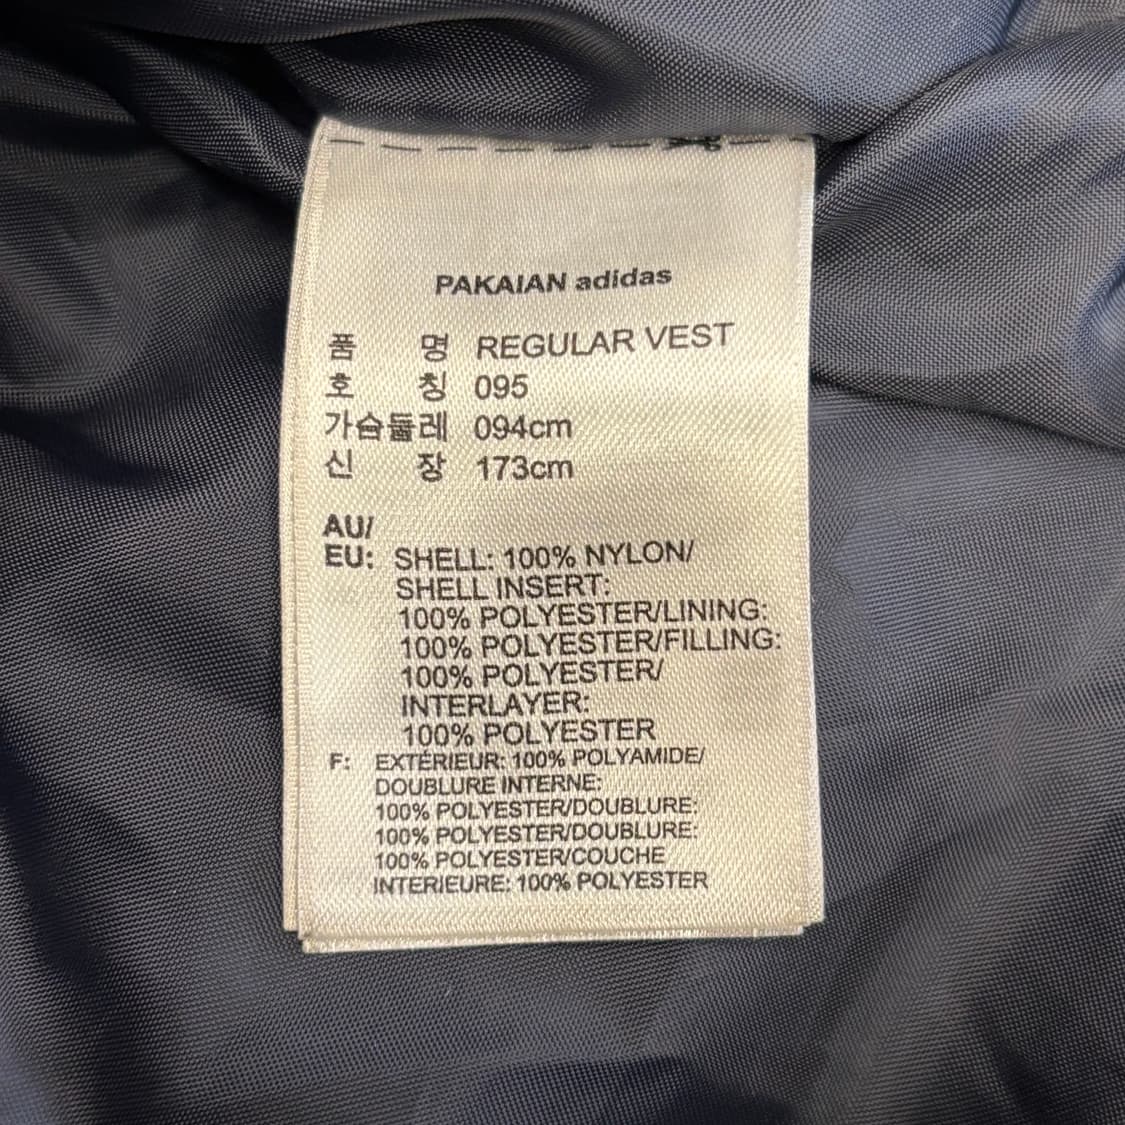 PAKAIAN adidas
품 명 REGULAR VEST
호 칭 095
가슴둘레 094cm
신 장 173cm
AU/
EU: SHELL: 100% NYLON/
SHELL INSERT:
100% POLYESTER/LINING:
100% POLYESTER/FILLING:
100% POLYESTER/
INTERLAYER:
100% POLYESTER
F: EXTÉRIEUR: 100% POLYAMIDE/
DOUBLURE INTERNE:
100% POLYESTER/DOUBLURE:
100% POLYESTER/DOUBLURE:
100% POLYESTER/COUCHE
INTERIEURE: 100% POLYESTER